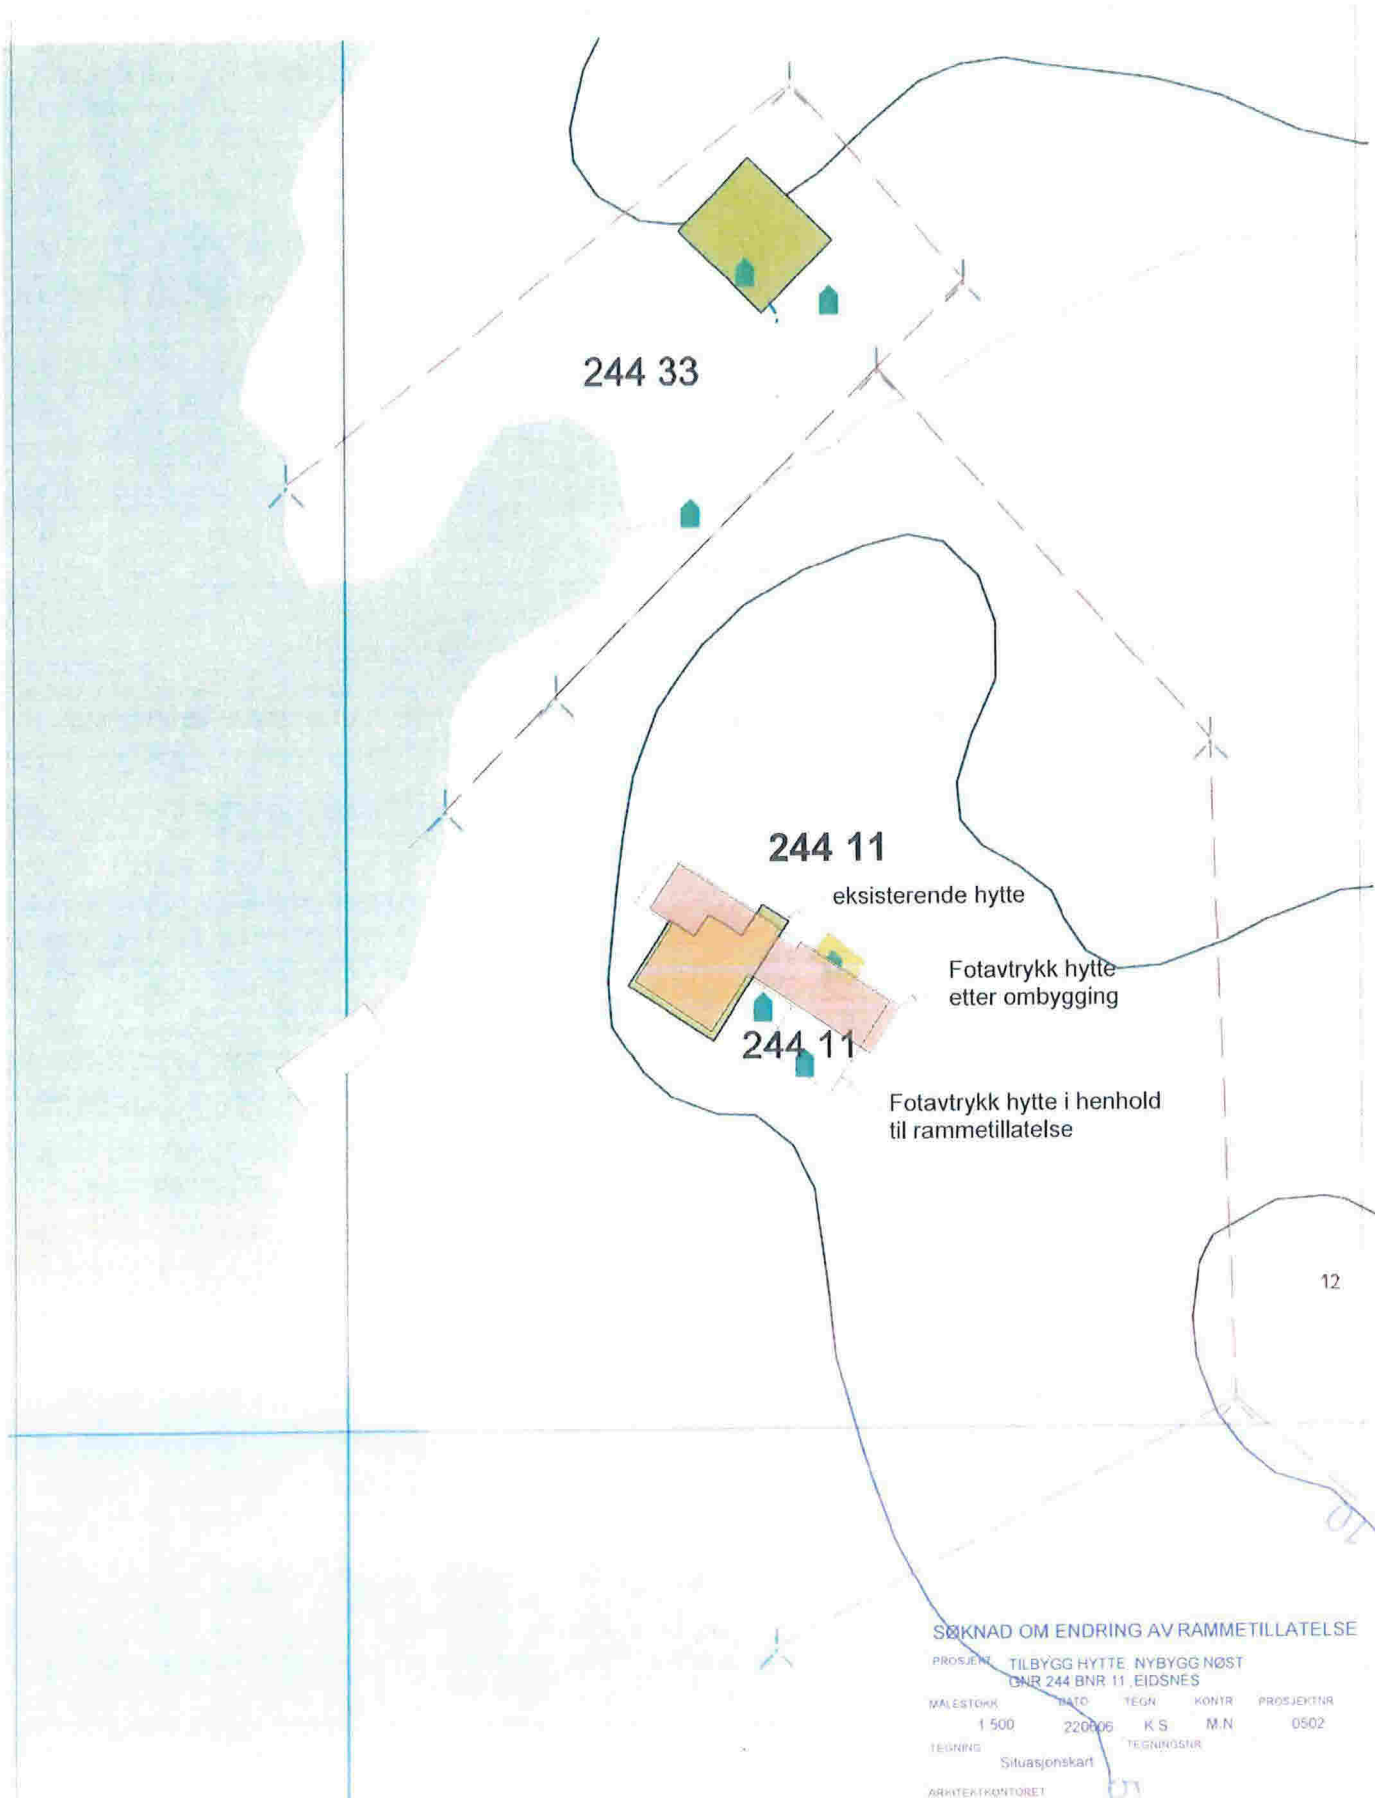 244 33
244 11
eksisterende hytte
Fotavtrykk hytte
etter ombygging
244 11
Fotavtrykk hytte i henhold
til rammetillatelse
12
10
5
SØKNAD OM ENDRING AV RAMMETILLATELSE
PROSJEKT TILBYGG HYTTE NYBYGG NØST
GNR 244 BNR 11, EIDSNES
MÅLESTOKK DATO TEGN KONTR PROSJEKTNR
1 500 220606 K S M.N 0502
TEGNING TEGNINGSNR
Situasjonskart
ARKITEKTKONTORET